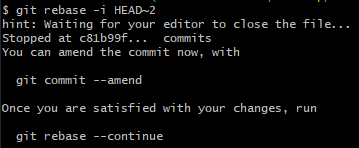 $ git rebase -i HEAD~2
hint: Waiting for your editor to close the file...
Stopped at c81b99f...  commits
You can amend the commit now, with

  git commit --amend

Once you are satisfied with your changes, run

  git rebase --continue